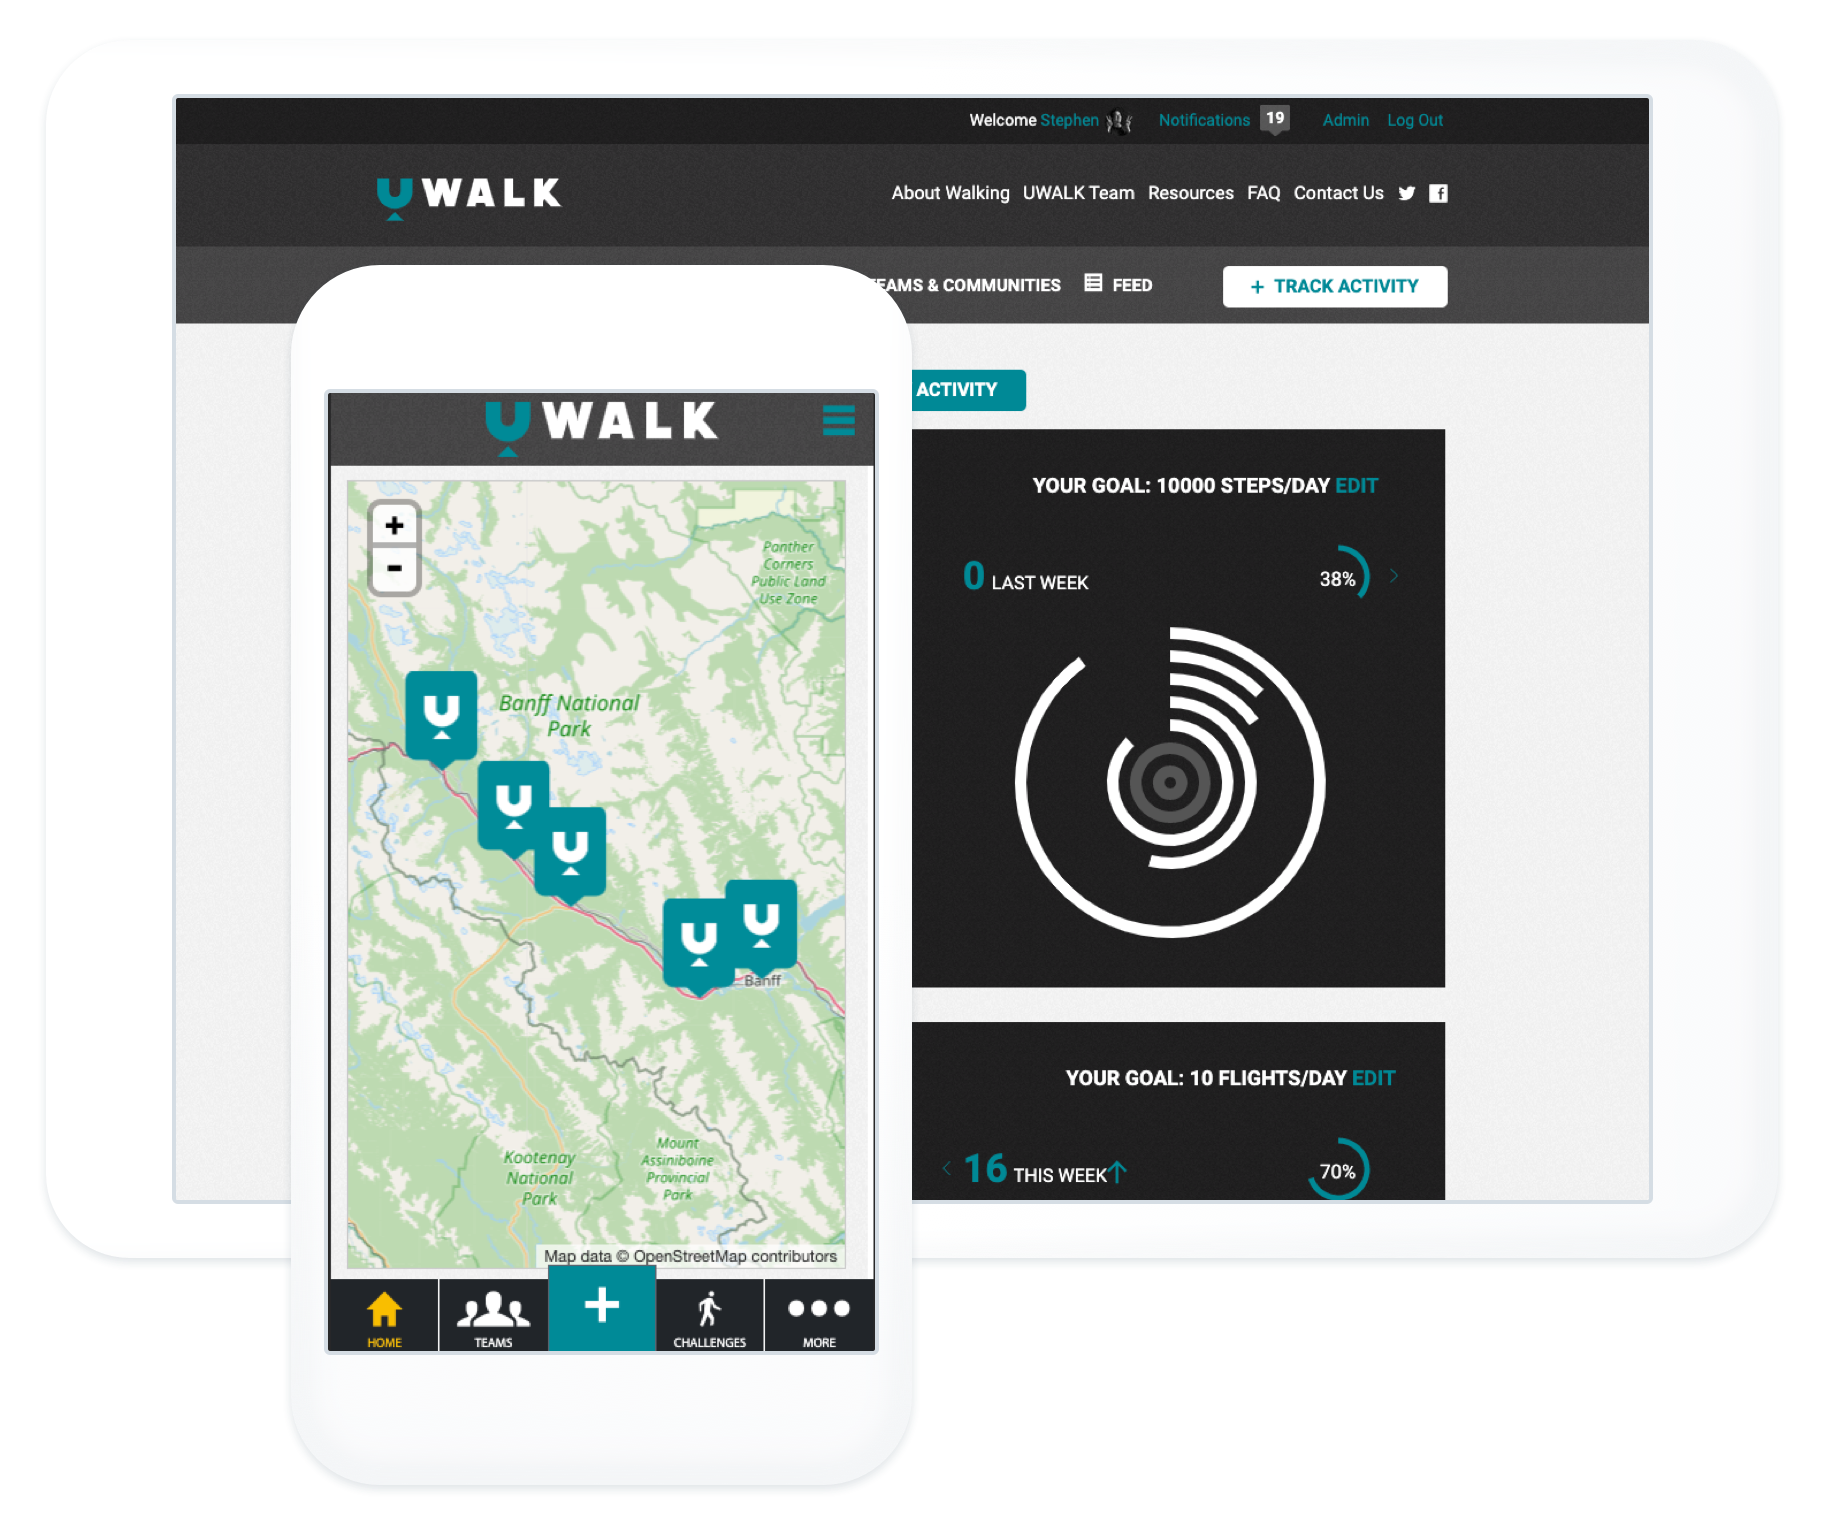 Welcome Stephen Notifications 19 Admin Log Out
U WALK
About Walking UWALK Team Resources FAQ Contact Us
& COMMUNITIES FEED + TRACK ACTIVITY
ACTIVITY
YOUR GOAL: 10000 STEPS/DAY EDIT
0 LAST WEEK 38%
YOUR GOAL: 10 FLIGHTS/DAY EDIT
16 THIS WEEK 70%
U WALK
+
-
Panther
Corners
Public Land
Use Zone
Banff National
Park
U
U
U
U
U
Banff
Kootenay
National
Park
Mount
Assiniboine
Provincial
Park
Map data © OpenStreetMap contributors
+
HOME TEAMS CHALLENGES MORE